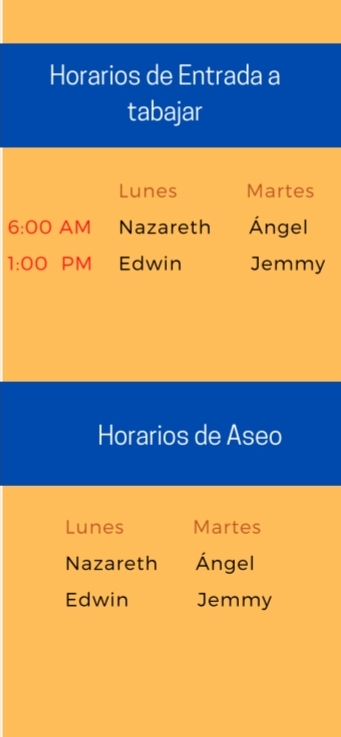 Horarios de Entrada a
tabajar
Lunes Martes
6:00 AM Nazareth Ángel
1:00 PM Edwin Jemmy
Horarios de Aseo
Lunes Martes
Nazareth Ángel
Edwin Jemmy